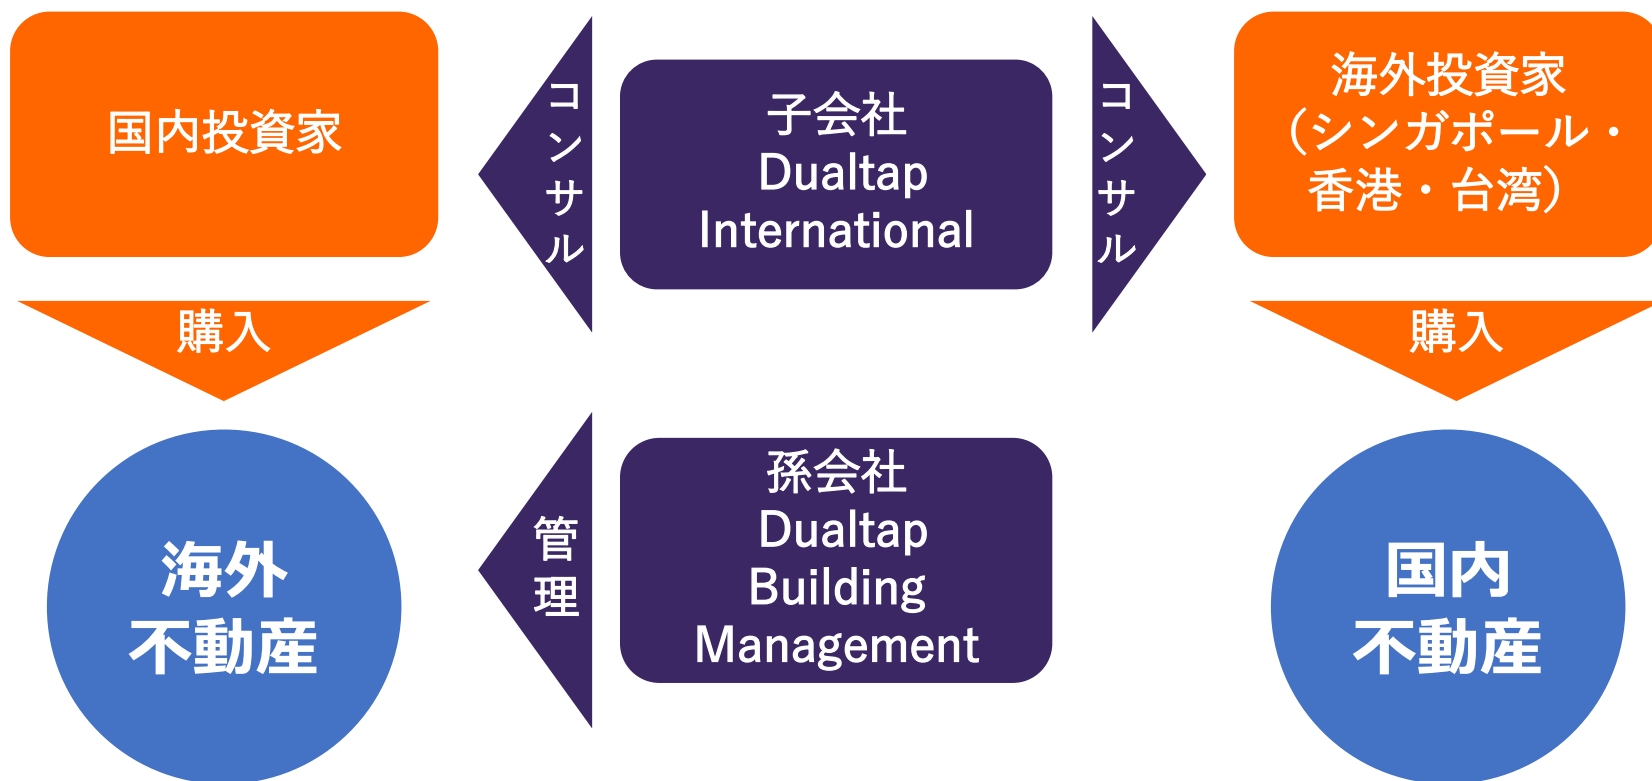 国内投資家
コンサル
子会社
Dualtap
International
コンサル
海外投資家
（シンガポール・
香港・台湾）
購入
購入
海外
不動産
管理
孫会社
Dualtap
Building
Management
国内
不動産